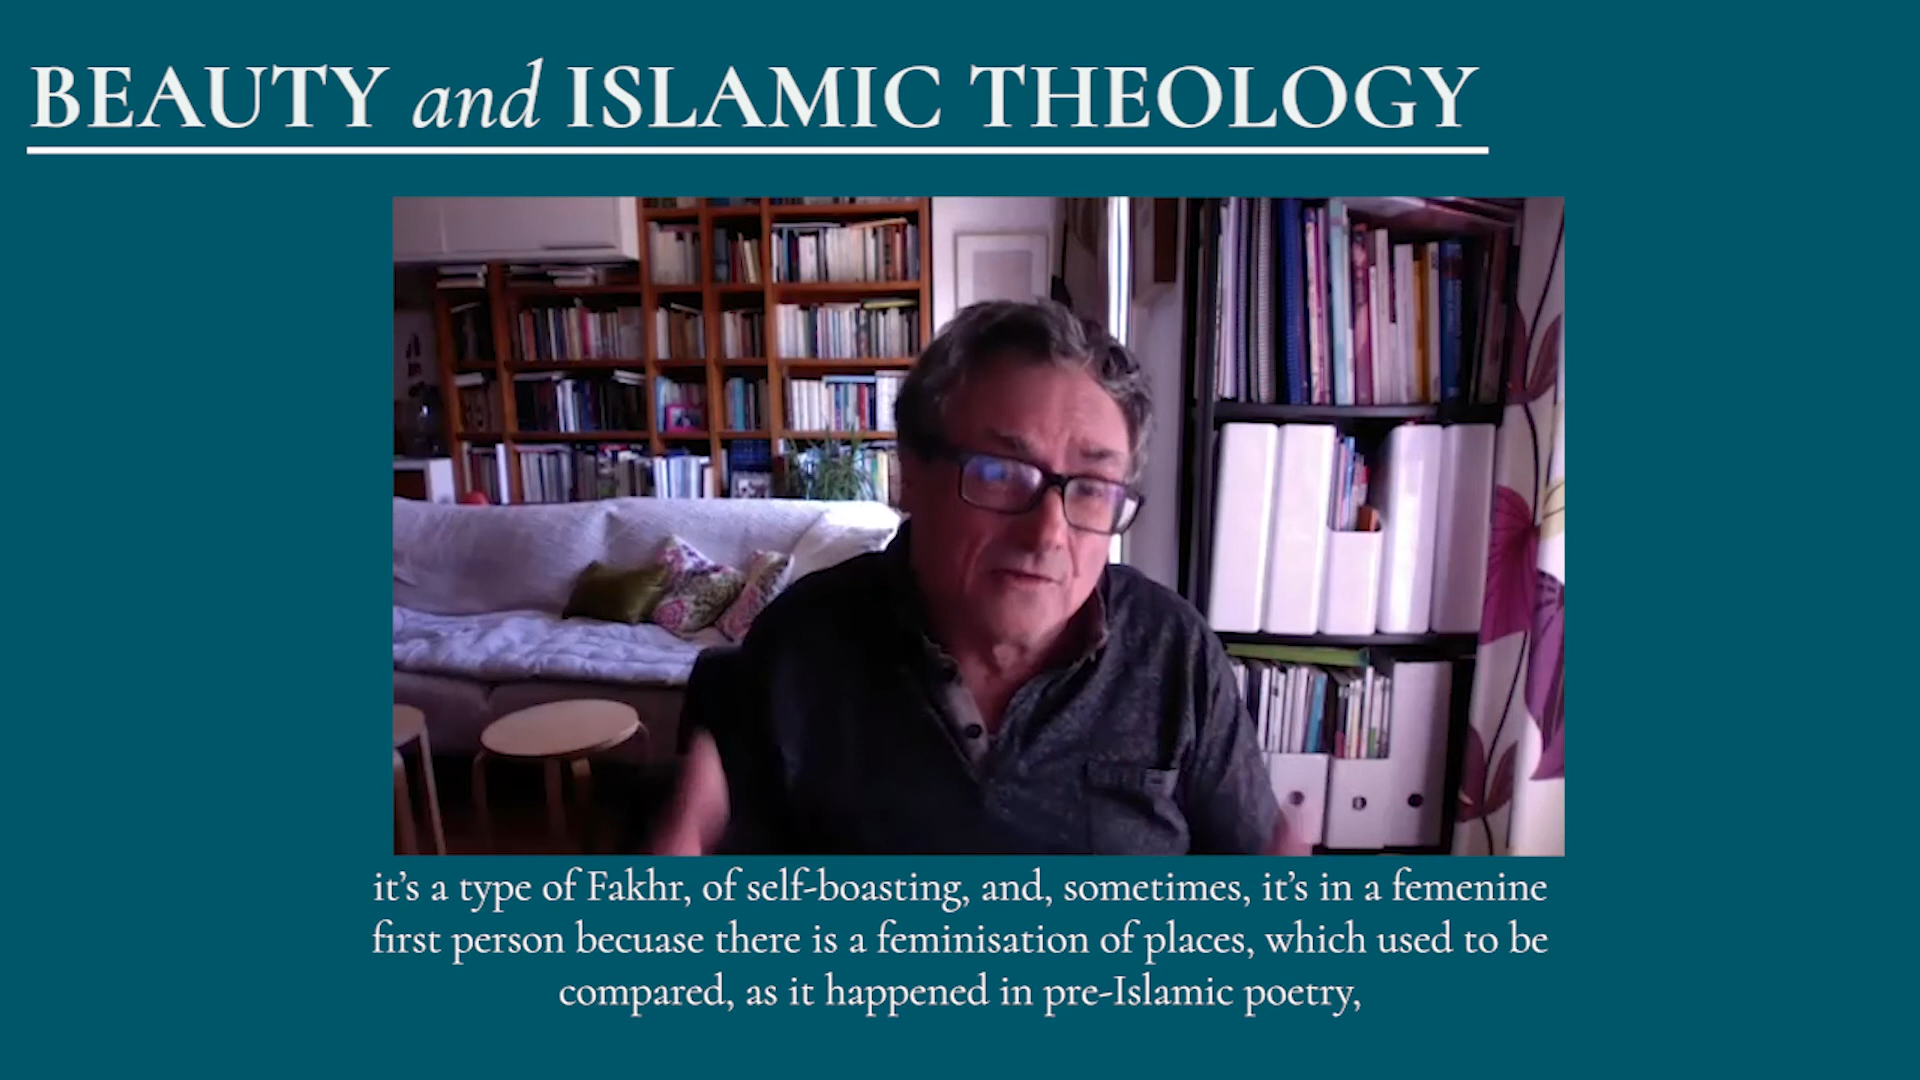 BEAUTY and ISLAMIC THEOLOGY
it's a type of Fakhr, of self-boasting, and, sometimes, it's in a femenine
first person becuase there is a feminisation of places, which used to be
compared, as it happened in pre-Islamic poetry,